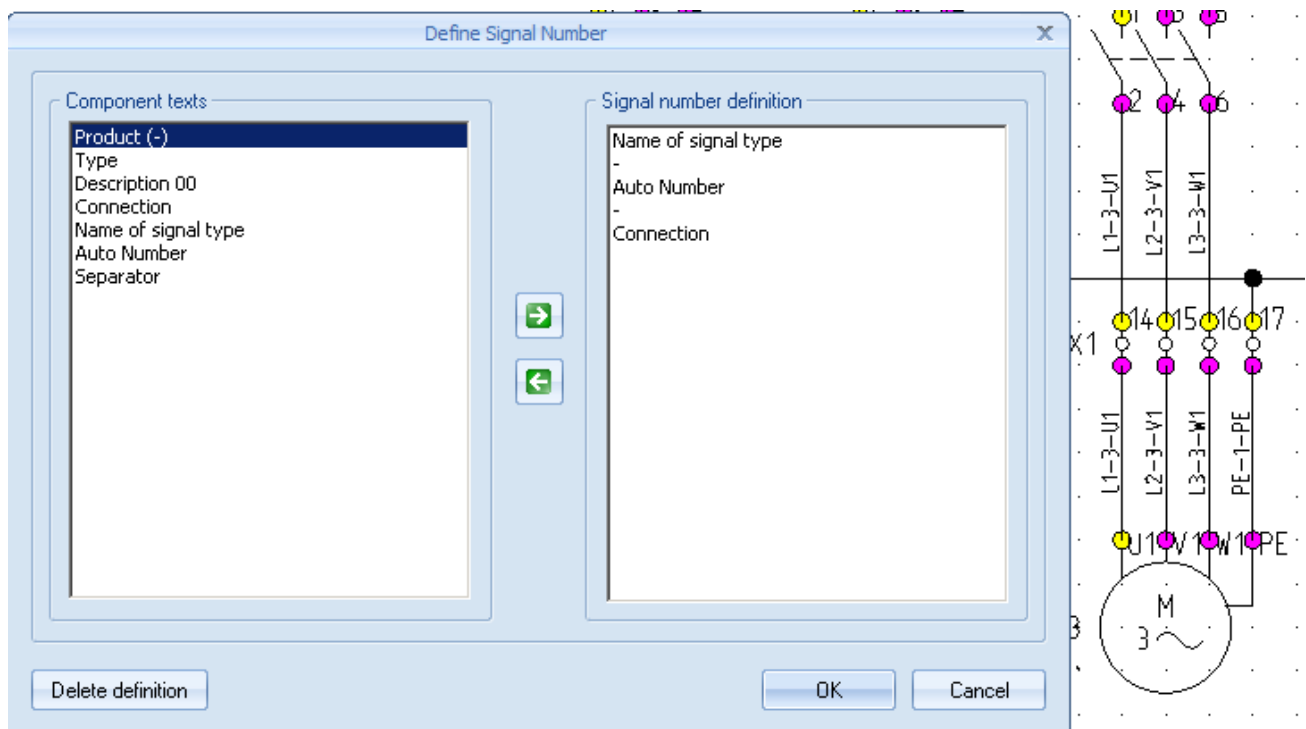 Define Signal Number
X
Component texts
Product (-)
Type
Description 00
Connection
Name of signal type
Auto Number
Separator
Signal number definition
Name of signal type
-
Auto Number
-
Connection
Delete definition
OK
Cancel
2 4 6
L1-3-U1
L2-3-V1
L3-3-W1
14 15 16 17
X1
L1-3-U1
L2-3-V1
L3-3-W1
PE-1-PE
U1 V1 W1 PE
M
3